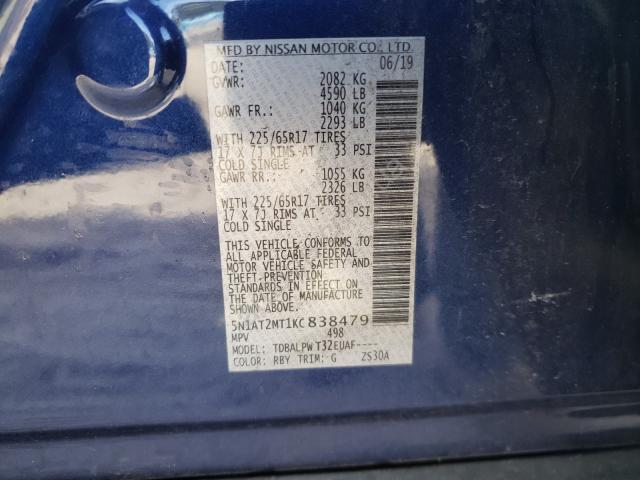 MFD BY NISSAN MOTOR CO., LTD.
DATE: 06/19
GVWR: 2082 KG
4590 LB
GAWR FR.: 1040 KG
2293 LB
WITH 225/65R17 TIRES
17 X 7J RIMS AT 33 PSI
COLD SINGLE
GAWR RR.: 1055 KG
2326 LB
WITH 225/65R17 TIRES
17 X 7J RIMS AT 33 PSI
COLD SINGLE
THIS VEHICLE CONFORMS TO
ALL APPLICABLE FEDERAL
MOTOR VEHICLE SAFETY AND
THEFT PREVENTION
STANDARDS IN EFFECT ON
THE DATE OF MANUFACTURE
SHOWN ABOVE.
5N1AT2MT1KC838479
MPV 498
MODEL: TDBALPWT32EUAF----
COLOR: RBY TRIM: G ZS30A